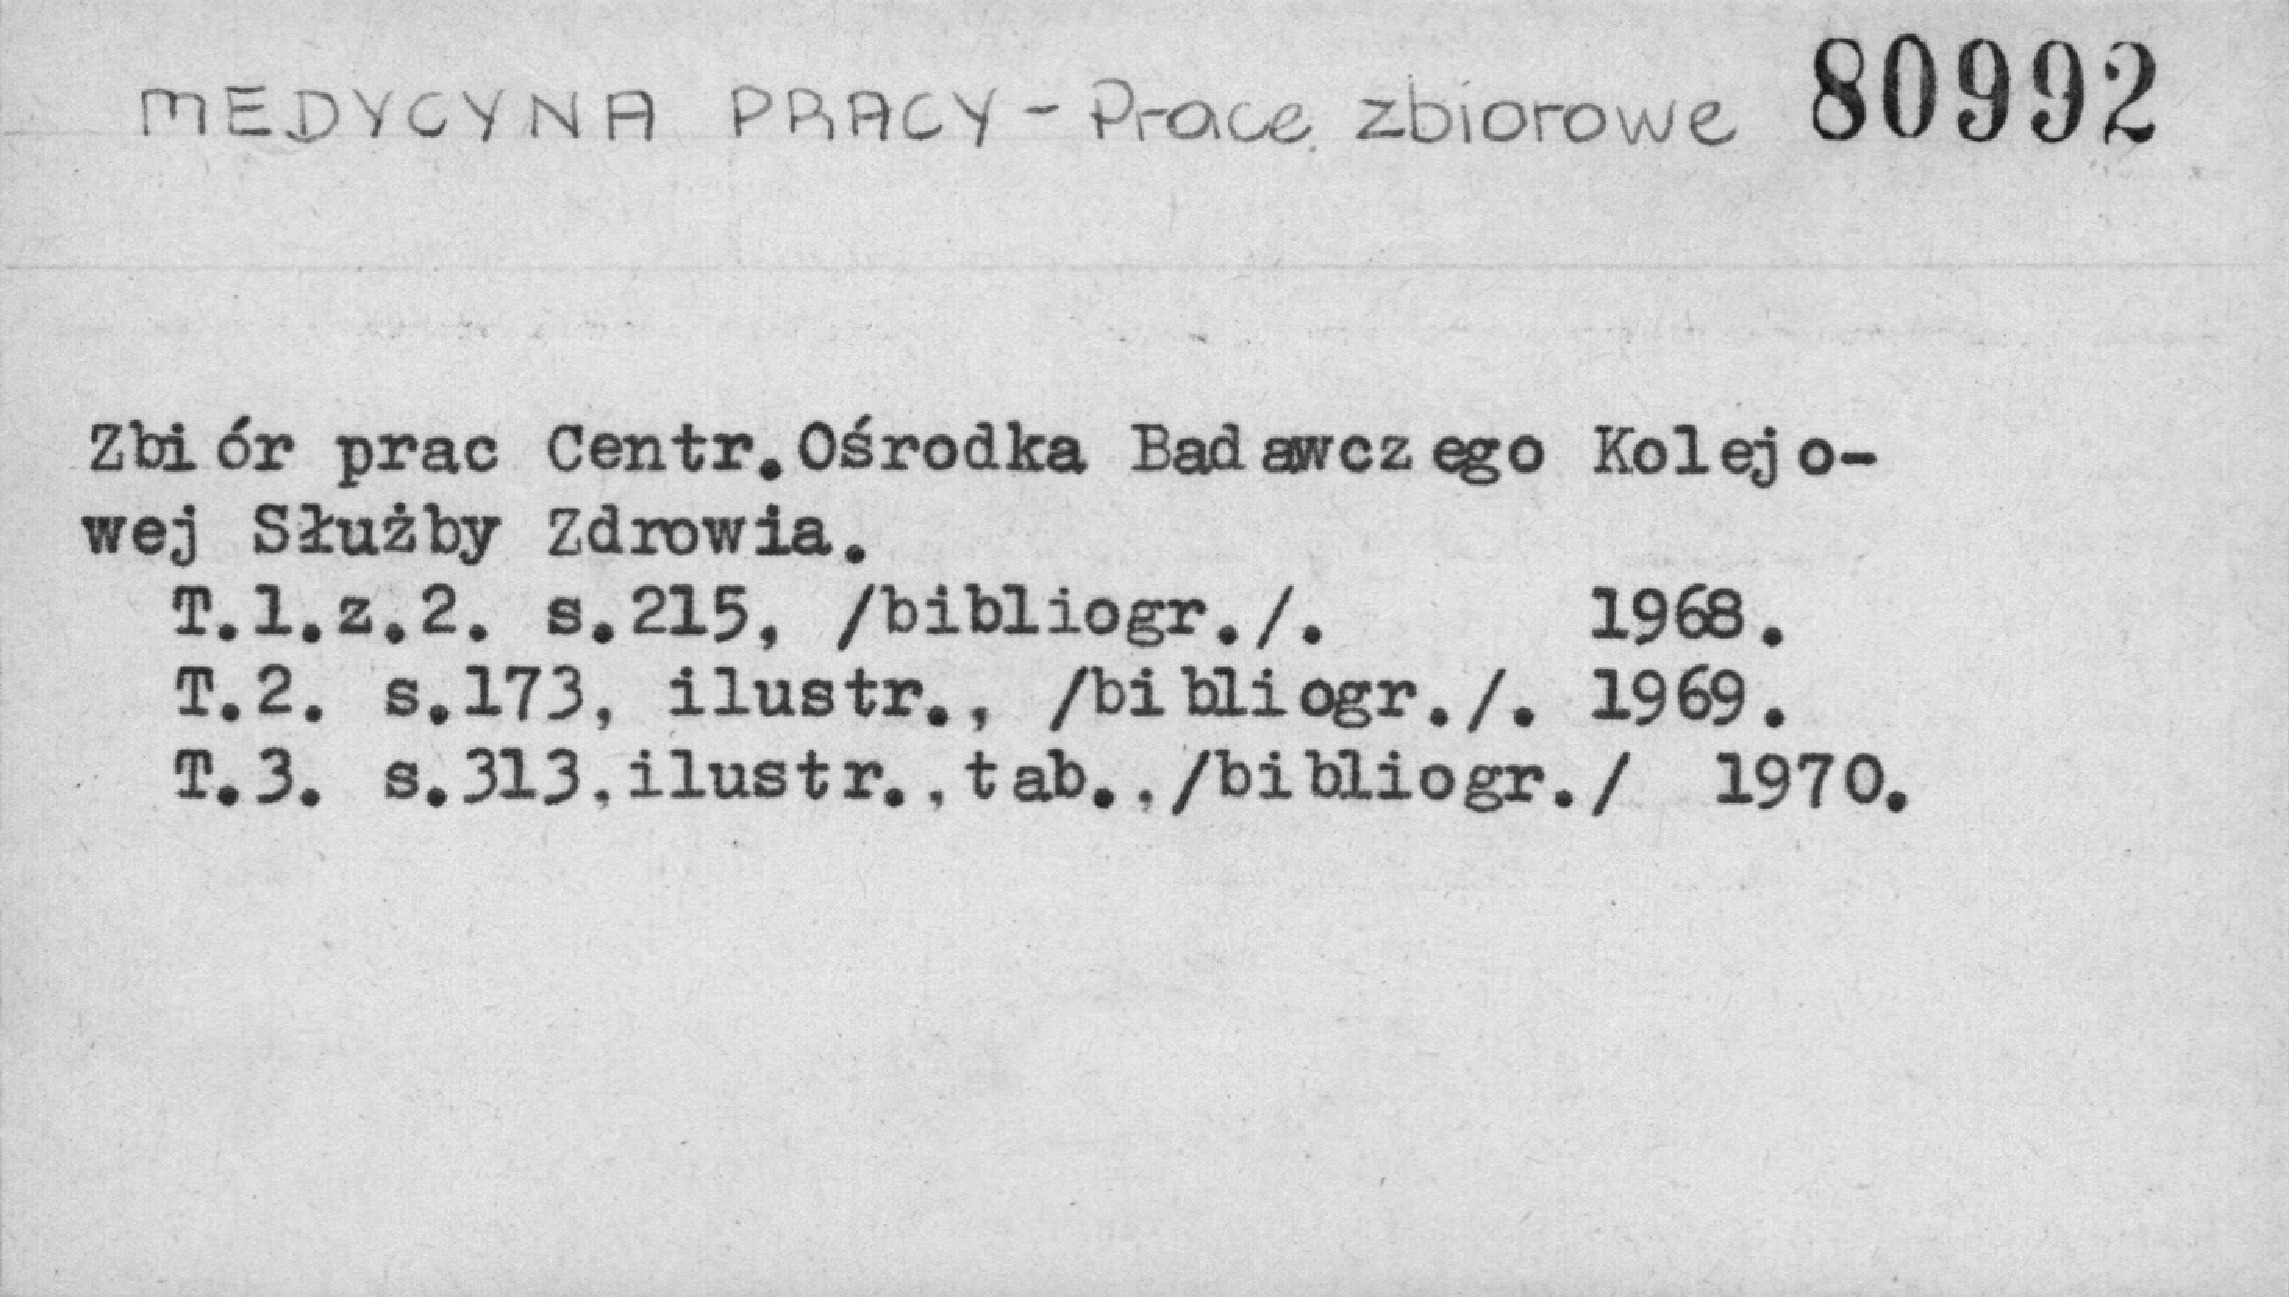 MEDYCYNA PRACY - Prace zbiorowe 80992
Zbiór prac Centr.Ośrodka Badawczego Kolejo-
wej Służby Zdrowia.
T.1.z.2. s.215, /bibliogr./. 1968.
T.2. s.173, ilustr., /bibliogr./. 1969.
T.3. s.313,ilustr.,tab.,/bibliogr./ 1970.